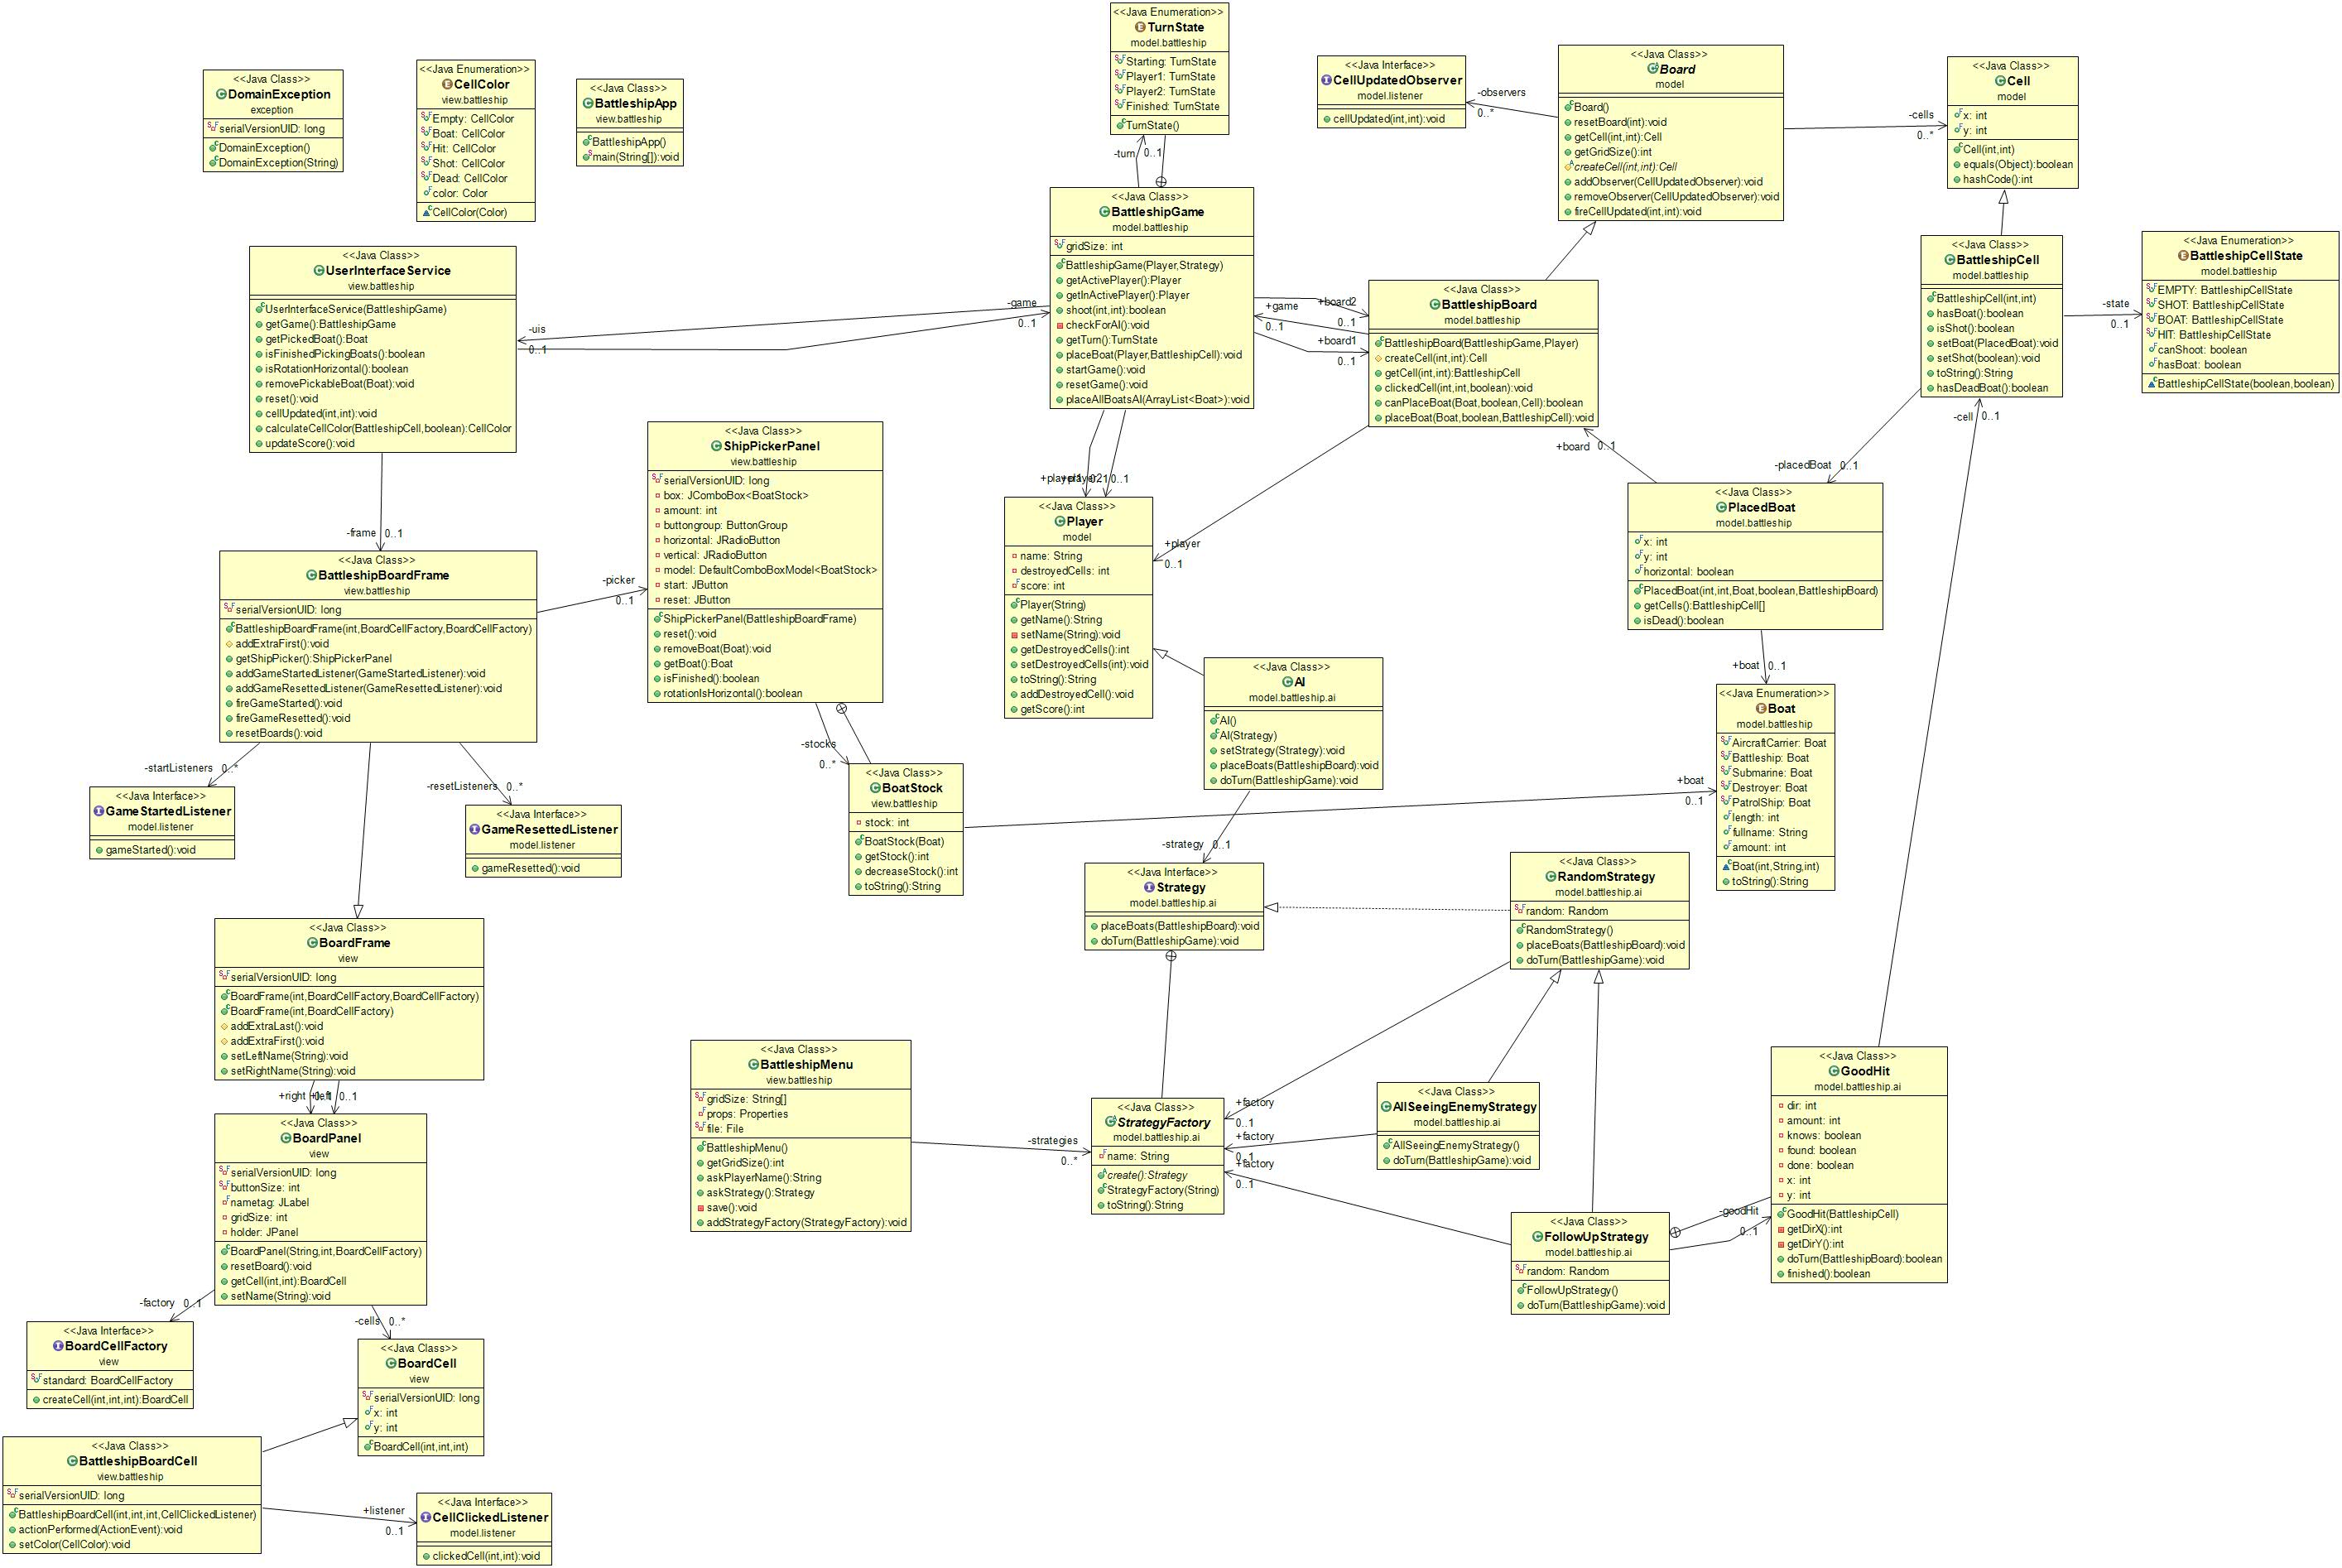 <<Java Class>>
DomainException
exception
serialVersionUID: long
DomainException()
DomainException(String)
<<Java Enumeration>>
CellColor
view.battleship
Empty: CellColor
Boat: CellColor
Hit: CellColor
Shot: CellColor
Dead: CellColor
color: Color
CellColor(Color)
<<Java Class>>
BattleshipApp
view.battleship
BattleshipApp()
main(String[]):void
<<Java Enumeration>>
TurnState
model.battleship
Starting: TurnState
Player1: TurnState
Player2: TurnState
Finished: TurnState
TurnState()
-turn
0..1
<<Java Interface>>
CellUpdatedObserver
model.listener
cellUpdated(int,int):void
-observers
0..*
<<Java Class>>
Board
model
Board()
resetBoard(int):void
getCell(int,int):Cell
getGridSize():int
createCell(int,int):Cell
addObserver(CellUpdatedObserver):void
removeObserver(CellUpdatedObserver):void
fireCellUpdated(int,int):void
-cells
0..*
<<Java Class>>
Cell
model
x: int
y: int
Cell(int,int)
equals(Object):boolean
hashCode():int
<<Java Class>>
UserInterfaceService
view.battleship
UserInterfaceService(BattleshipGame)
getGame():BattleshipGame
getPickedBoat():Boat
isFinishedPickingBoats():boolean
isRotationHorizontal():boolean
removePickableBoat(Boat):void
reset():void
cellUpdated(int,int):void
calculateCellColor(BattleshipCell,boolean):CellColor
updateScore():void
-uis
0..1
-game
0..1
<<Java Class>>
BattleshipGame
model.battleship
gridSize: int
BattleshipGame(Player,Strategy)
getActivePlayer():Player
getInActivePlayer():Player
shoot(int,int):boolean
checkForAI():void
getTurn():TurnState
placeBoat(Player,BattleshipCell):void
startGame():void
resetGame():void
placeAllBoatsAI(ArrayList<Boat>):void
+game
0..1
+board2
0..1
+board1
0..1
<<Java Class>>
BattleshipBoard
model.battleship
BattleshipBoard(BattleshipGame,Player)
createCell(int,int):Cell
getCell(int,int):BattleshipCell
clickedCell(int,int,boolean):void
canPlaceBoat(Boat,boolean,Cell):boolean
placeBoat(Boat,boolean,BattleshipCell):void
<<Java Class>>
BattleshipCell
model.battleship
BattleshipCell(int,int)
hasBoat():boolean
isShot():boolean
setBoat(PlacedBoat):void
setShot(boolean):void
toString():String
hasDeadBoat():boolean
-state
0..1
<<Java Enumeration>>
BattleshipCellState
model.battleship
EMPTY: BattleshipCellState
SHOT: BattleshipCellState
BOAT: BattleshipCellState
HIT: BattleshipCellState
canShoot: boolean
hasBoat: boolean
BattleshipCellState(boolean,boolean)
-cell
0..1
+board
0..1
-placedBoat
0..1
<<Java Class>>
ShipPickerPanel
view.battleship
serialVersionUID: long
box: JComboBox<BoatStock>
amount: int
buttongroup: ButtonGroup
horizontal: JRadioButton
vertical: JRadioButton
model: DefaultComboBoxModel<BoatStock>
start: JButton
reset: JButton
ShipPickerPanel(BattleshipBoardFrame)
reset():void
removeBoat(Boat):void
getBoat():Boat
isFinished():boolean
rotationIsHorizontal():boolean
+player1
+player2
0..1
0..1
<<Java Class>>
Player
model
name: String
destroyedCells: int
score: int
Player(String)
getName():String
setName(String):void
getDestroyedCells():int
setDestroyedCells(int):void
toString():String
addDestroyedCell():void
getScore():int
+player
0..1
<<Java Class>>
PlacedBoat
model.battleship
x: int
y: int
horizontal: boolean
PlacedBoat(int,int,Boat,boolean,BattleshipBoard)
getCells():BattleshipCell[]
isDead():boolean
-frame
0..1
<<Java Class>>
BattleshipBoardFrame
view.battleship
serialVersionUID: long
BattleshipBoardFrame(int,BoardCellFactory,BoardCellFactory)
addExtraFirst():void
getShipPicker():ShipPickerPanel
addGameStartedListener(GameStartedListener):void
addGameResettedListener(GameResettedListener):void
fireGameStarted():void
fireGameResetted():void
resetBoards():void
-picker
0..1
<<Java Class>>
AI
model.battleship.ai
AI()
AI(Strategy)
setStrategy(Strategy):void
placeBoats(BattleshipBoard):void
doTurn(BattleshipGame):void
+boat
0..1
<<Java Enumeration>>
Boat
model.battleship
AircraftCarrier: Boat
Battleship: Boat
Submarine: Boat
Destroyer: Boat
PatrolShip: Boat
length: int
fullname: String
amount: int
Boat(int,String,int)
toString():String
-startListeners
0..*
<<Java Interface>>
GameStartedListener
model.listener
gameStarted():void
-resetListeners
0..*
<<Java Interface>>
GameResettedListener
model.listener
gameResetted():void
-stocks
0..*
<<Java Class>>
BoatStock
view.battleship
stock: int
BoatStock(Boat)
getStock():int
decreaseStock():int
toString():String
+boat
0..1
-strategy
0..1
<<Java Interface>>
Strategy
model.battleship.ai
placeBoats(BattleshipBoard):void
doTurn(BattleshipGame):void
<<Java Class>>
RandomStrategy
model.battleship.ai
random: Random
RandomStrategy()
placeBoats(BattleshipBoard):void
doTurn(BattleshipGame):void
<<Java Class>>
BoardFrame
view
serialVersionUID: long
BoardFrame(int,BoardCellFactory,BoardCellFactory)
BoardFrame(int,BoardCellFactory)
addExtraLast():void
addExtraFirst():void
setLeftName(String):void
setRightName(String):void
+right
+left
0..1
0..1
<<Java Class>>
BattleshipMenu
view.battleship
gridSize: String[]
props: Properties
file: File
BattleshipMenu()
getGridSize():int
askPlayerName():String
askStrategy():Strategy
save():void
addStrategyFactory(StrategyFactory):void
-strategies
0..*
<<Java Class>>
StrategyFactory
model.battleship.ai
name: String
create():Strategy
StrategyFactory(String)
toString():String
+factory
0..1
+factory
0..1
+factory
0..1
<<Java Class>>
AllSeeingEnemyStrategy
model.battleship.ai
AllSeeingEnemyStrategy()
doTurn(BattleshipGame):void
<<Java Class>>
GoodHit
model.battleship.ai
dir: int
amount: int
knows: boolean
found: boolean
done: boolean
x: int
y: int
GoodHit(BattleshipCell)
getDirX():int
getDirY():int
doTurn(BattleshipBoard):boolean
finished():boolean
-goodHit
0..1
<<Java Class>>
FollowUpStrategy
model.battleship.ai
random: Random
FollowUpStrategy()
doTurn(BattleshipGame):void
<<Java Class>>
BoardPanel
view
serialVersionUID: long
buttonSize: int
nametag: JLabel
gridSize: int
holder: JPanel
BoardPanel(String,int,BoardCellFactory)
resetBoard():void
getCell(int,int):BoardCell
setName(String):void
-factory
0..1
<<Java Interface>>
BoardCellFactory
view
standard: BoardCellFactory
createCell(int,int,int):BoardCell
-cells
0..*
<<Java Class>>
BoardCell
view
serialVersionUID: long
x: int
y: int
BoardCell(int,int,int)
<<Java Class>>
BattleshipBoardCell
view.battleship
serialVersionUID: long
BattleshipBoardCell(int,int,int,CellClickedListener)
actionPerformed(ActionEvent):void
setColor(CellColor):void
+listener
0..1
<<Java Interface>>
CellClickedListener
model.listener
clickedCell(int,int):void